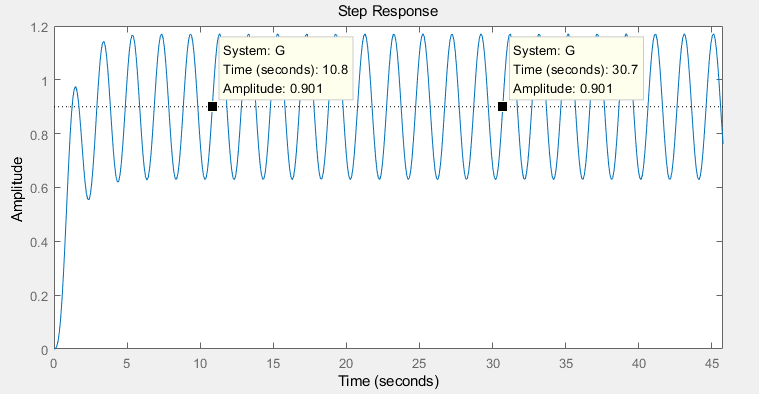 Step Response
System: G
Time (seconds): 10.8
Amplitude: 0.901
System: G
Time (seconds): 30.7
Amplitude: 0.901
1.2
1
0.8
0.6
0.4
0.2
0
Amplitude
0 5 10 15 20 25 30 35 40 45
Time (seconds)